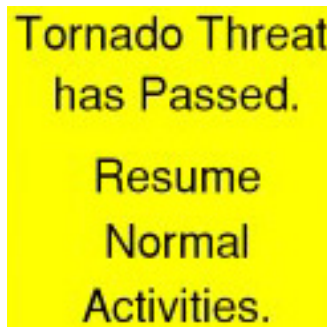 Tornado Threat
has Passed.
Resume
Normal
Activities.